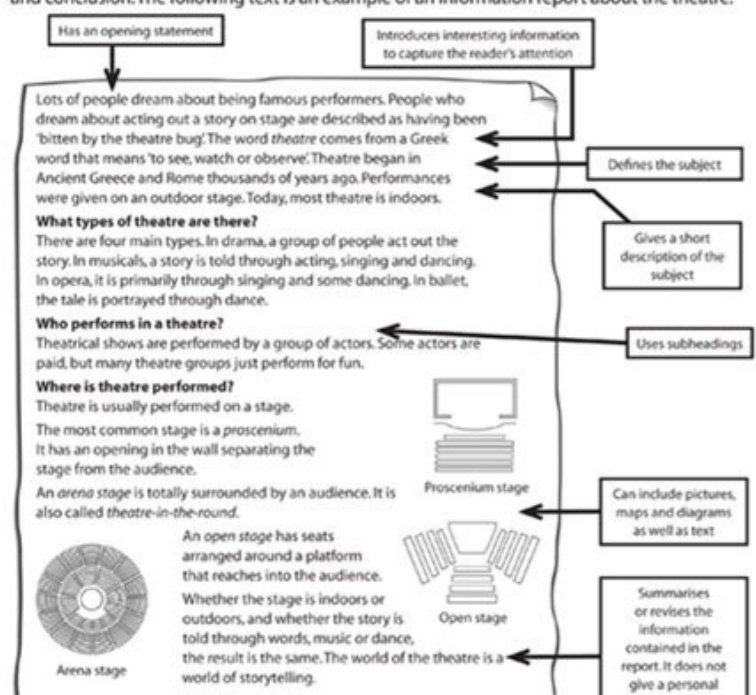 and conclusion. The following text is an example of an information report about the theatre.
Has an opening statement
Introduces interesting information
to capture the reader's attention
Lots of people dream about being famous performers. People who
dream about acting out a story on stage are described as having been
'bitten by the theatre bug'. The word theatre comes from a Greek
word that means 'to see, watch or observe'. Theatre began in
Ancient Greece and Rome thousands of years ago. Performances
were given on an outdoor stage. Today, most theatre is indoors.
Defines the subject
Gives a short
description of the
subject
What types of theatre are there?
There are four main types. In drama, a group of people act out the
story. In musicals, a story is told through acting, singing and dancing.
In opera, it is primarily through singing and some dancing. In ballet,
the tale is portrayed through dance.
Who performs in a theatre?
Theatrical shows are performed by a group of actors. Some actors are
paid, but many theatre groups just perform for fun.
Uses subheadings
Where is theatre performed?
Theatre is usually performed on a stage.
The most common stage is a proscenium.
It has an opening in the wall separating the
stage from the audience.
Proscenium stage
An arena stage is totally surrounded by an audience. It is
also called theatre-in-the-round.
Can include pictures,
maps and diagrams
as well as text
An open stage has seats
arranged around a platform
that reaches into the audience.
Open stage
Whether the stage is indoors or
outdoors, and whether the story is
told through words, music or dance,
the result is the same. The world of the theatre is a
world of storytelling.
Arena stage
Summarises
or revises the
information
contained in the
report. It does not
give a personal